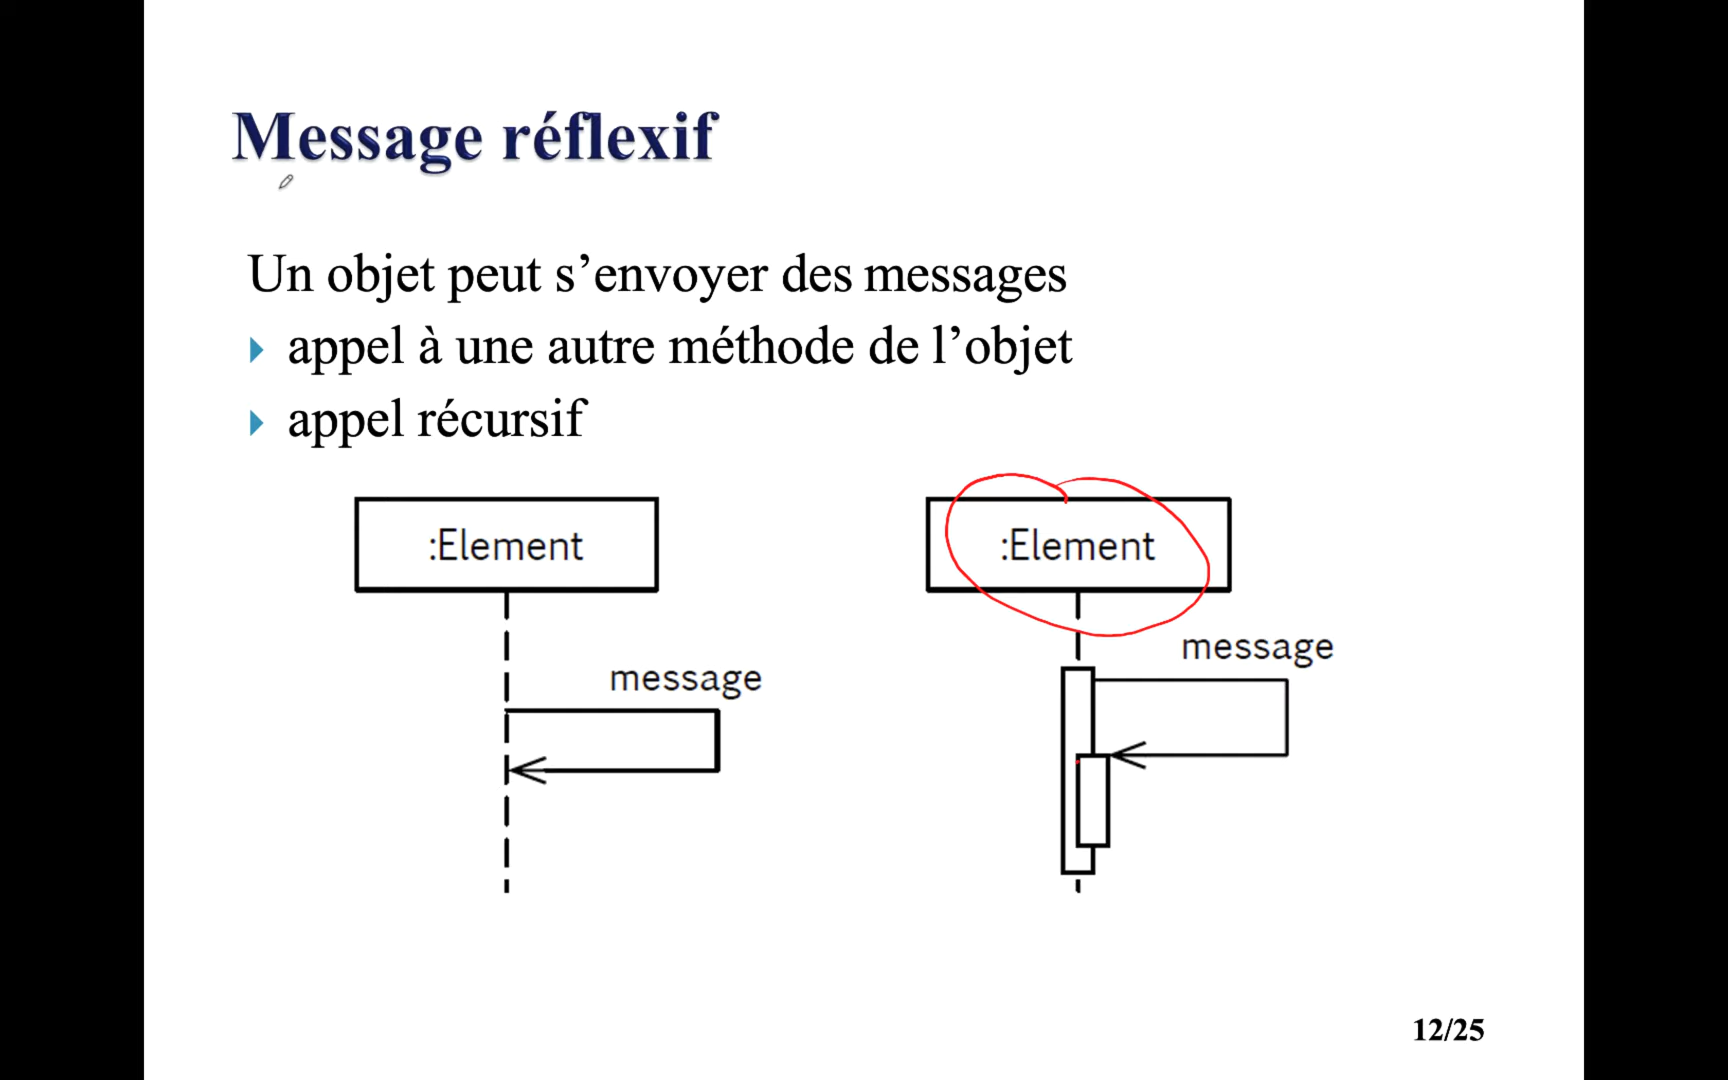 Message réflexif
Un objet peut s’envoyer des messages
appel à une autre méthode de l’objet
appel récursif
:Element
:Element
message
message
12/25